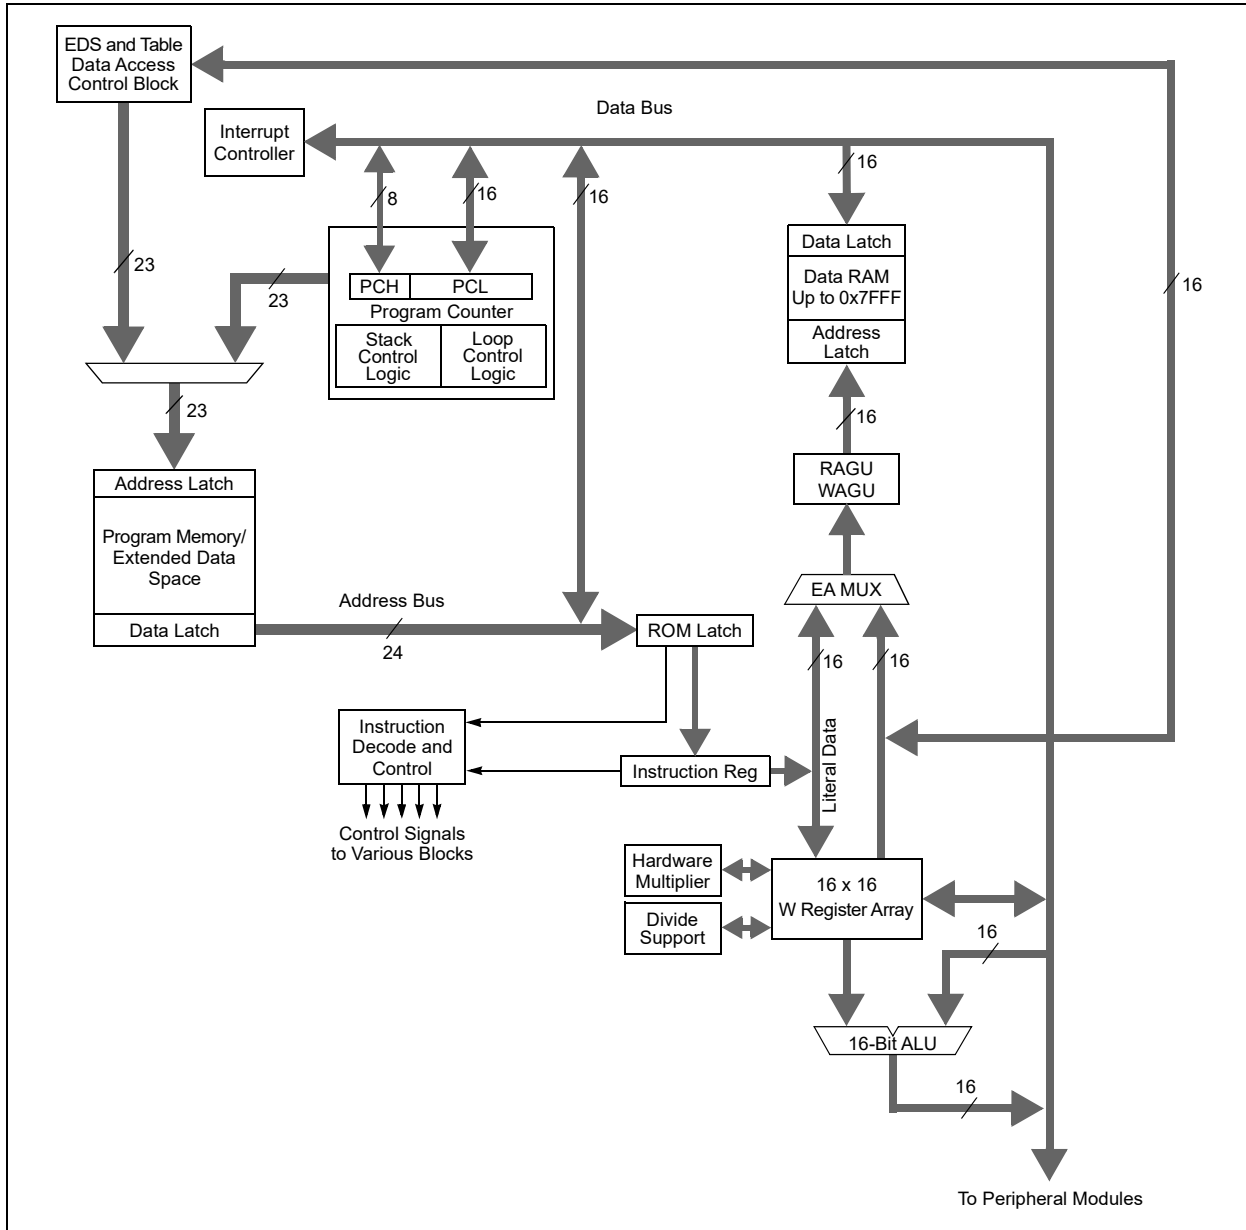 EDS and Table
Data Access
Control Block
16
Data Bus
Interrupt
Controller
8
16
16
16
23
23
16
Data Latch
Data RAM
Up to 0x7FFF
Address
Latch
PCH
PCL
Program Counter
Stack
Control
Logic
Loop
Control
Logic
23
16
RAGU
WAGU
Address Latch
Program Memory/
Extended Data
Space
Data Latch
EA MUX
Address Bus
24
ROM Latch
16
16
Instruction
Decode and
Control
Instruction Reg
Literal Data
Control Signals
to Various Blocks
Hardware
Multiplier
16 x 16
W Register Array
Divide
Support
16
16-Bit ALU
16
To Peripheral Modules